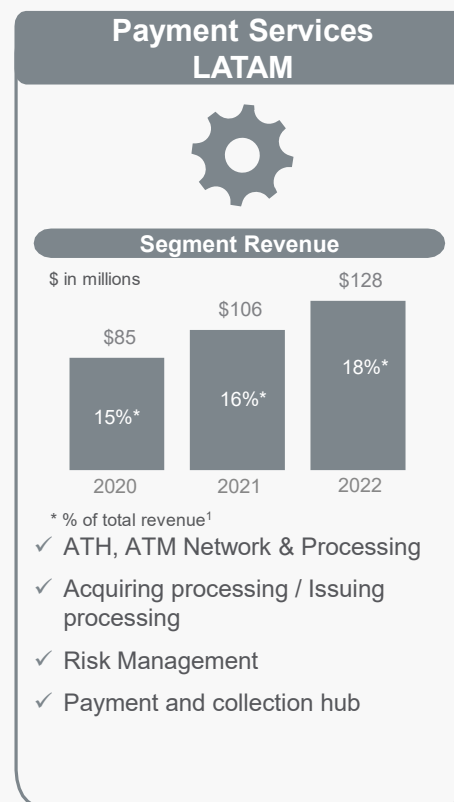 Payment Services
LATAM
Segment Revenue
$ in millions
$85
$106
$128
15%*
16%*
18%*
2020
2021
2022
* % of total revenue¹
✓ ATH, ATM Network & Processing
✓ Acquiring processing / Issuing
processing
✓ Risk Management
✓ Payment and collection hub